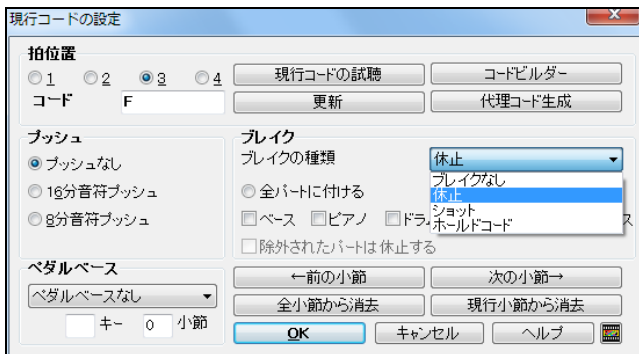 現行コードの設定
拍位置
1 2 3 4 現行コードの試聴 コードビルダー
コード F 更新 代理コード生成
プッシュ
プッシュなし
16分音符プッシュ
8分音符プッシュ
ブレイク
ブレイクの種類 休止
ブレイクなし
休止
ショット
ホールドコード
全パートに付ける
ベース ピアノ ドラム ス
除外されたパートは休止する
ペダルベース
ペダルベースなし
キー 0 小節
←前の小節 次の小節→
全小節から消去 現行小節から消去
OK キャンセル ヘルプ